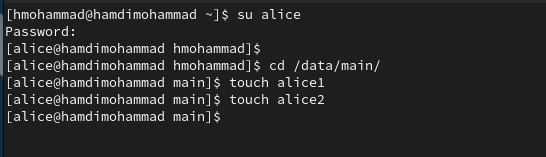 [hmohammad@hamdimohammad ~]$ su alice
Password:
[alice@hamdimohammad hmohammad]$
[alice@hamdimohammad hmohammad]$ cd /data/main/
[alice@hamdimohammad main]$ touch alice1
[alice@hamdimohammad main]$ touch alice2
[alice@hamdimohammad main]$